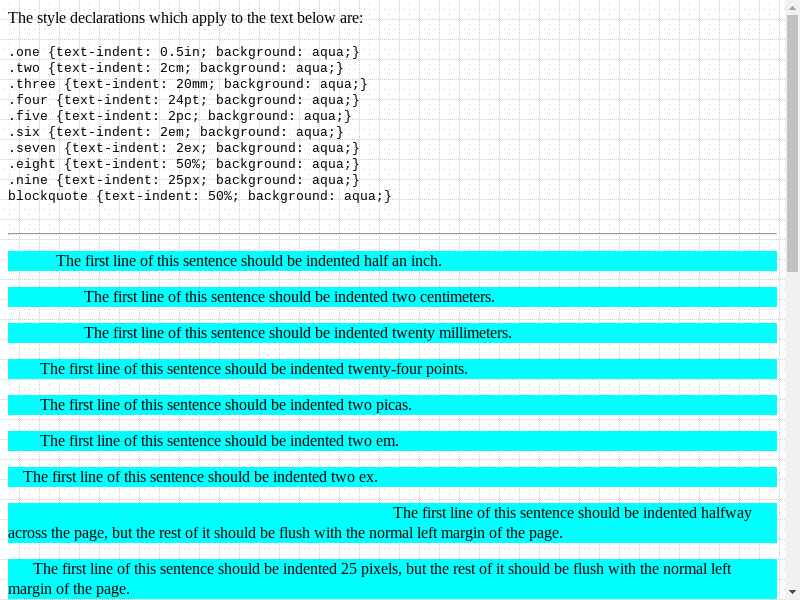 The style declarations which apply to the text below are:
.one {text-indent: 0.5in; background: aqua;}
.two {text-indent: 2cm; background: aqua;}
.three {text-indent: 20mm; background: aqua;}
.four {text-indent: 24pt; background: aqua;}
.five {text-indent: 2pc; background: aqua;}
.six {text-indent: 2em; background: aqua;}
.seven {text-indent: 2ex; background: aqua;}
.eight {text-indent: 50%; background: aqua;}
.nine {text-indent: 25px; background: aqua;}
blockquote {text-indent: 50%; background: aqua;}
The first line of this sentence should be indented half an inch.
The first line of this sentence should be indented two centimeters.
The first line of this sentence should be indented twenty millimeters.
The first line of this sentence should be indented twenty-four points.
The first line of this sentence should be indented two picas.
The first line of this sentence should be indented two em.
The first line of this sentence should be indented two ex.
The first line of this sentence should be indented halfway
across the page, but the rest of it should be flush with the normal left margin of the page.
The first line of this sentence should be indented 25 pixels, but the rest of it should be flush with the normal left
margin of the page.